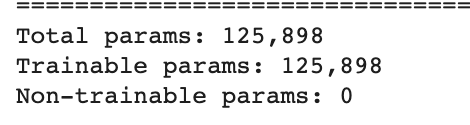 Total params: 125,898
Trainable params: 125,898
Non-trainable params: 0